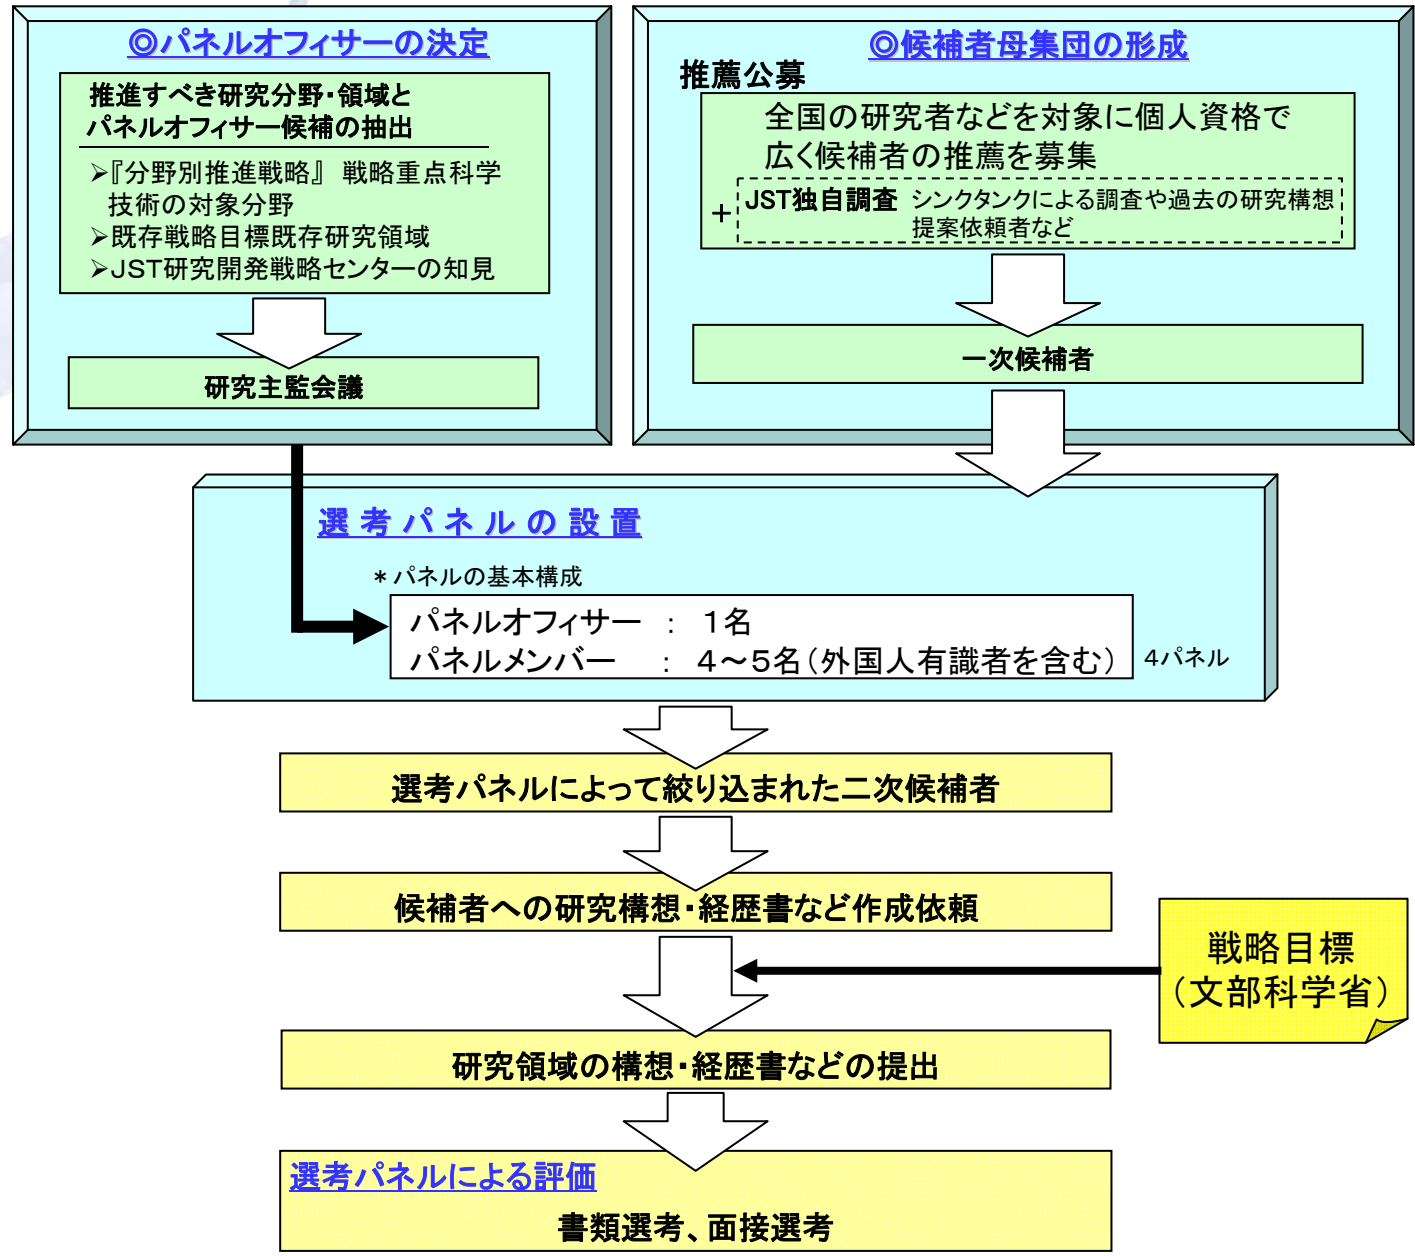 ◎パネルオフィサーの決定
推進すべき研究分野・領域と
パネルオフィサー候補の抽出
➢『分野別推進戦略』 戦略重点科学
技術の対象分野
➢既存戦略目標既存研究領域
➢JST研究開発戦略センターの知見
研究主監会議
◎候補者母集団の形成
推薦公募
全国の研究者などを対象に個人資格で
広く候補者の推薦を募集
+
JST独自調査 シンクタンクによる調査や過去の研究構想
提案依頼者など
一次候補者
選考パネルの設置
*パネルの基本構成
パネルオフィサー : 1名
パネルメンバー : 4～5名(外国人有識者を含む)
4パネル
選考パネルによって絞り込まれた二次候補者
候補者への研究構想・経歴書など作成依頼
戦略目標
(文部科学省)
研究領域の構想・経歴書などの提出
選考パネルによる評価
書類選考、面接選考